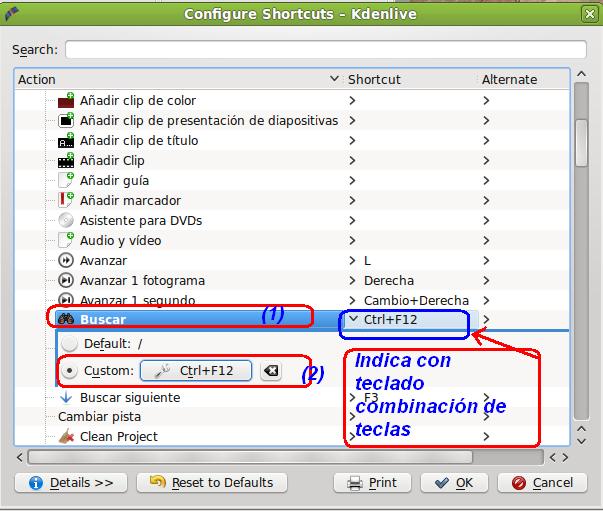 Configure Shortcuts – Kdenlive
Search:
Action Shortcut Alternate
Añadir clip de color
Añadir clip de presentación de diapositivas
Añadir clip de título
Añadir Clip
Añadir guía
Añadir marcador
Asistente para DVDs
Audio y vídeo
Avanzar L
Avanzar 1 fotograma Derecha
Avanzar 1 segundo Cambio+Derecha
Buscar (1) Ctrl+F12
Default: /
Custom: Ctrl+F12 (2)
Indica con
teclado
combinación de
teclas
Buscar siguiente F3
Cambiar pista
Clean Project
Details >> Reset to Defaults Print OK Cancel